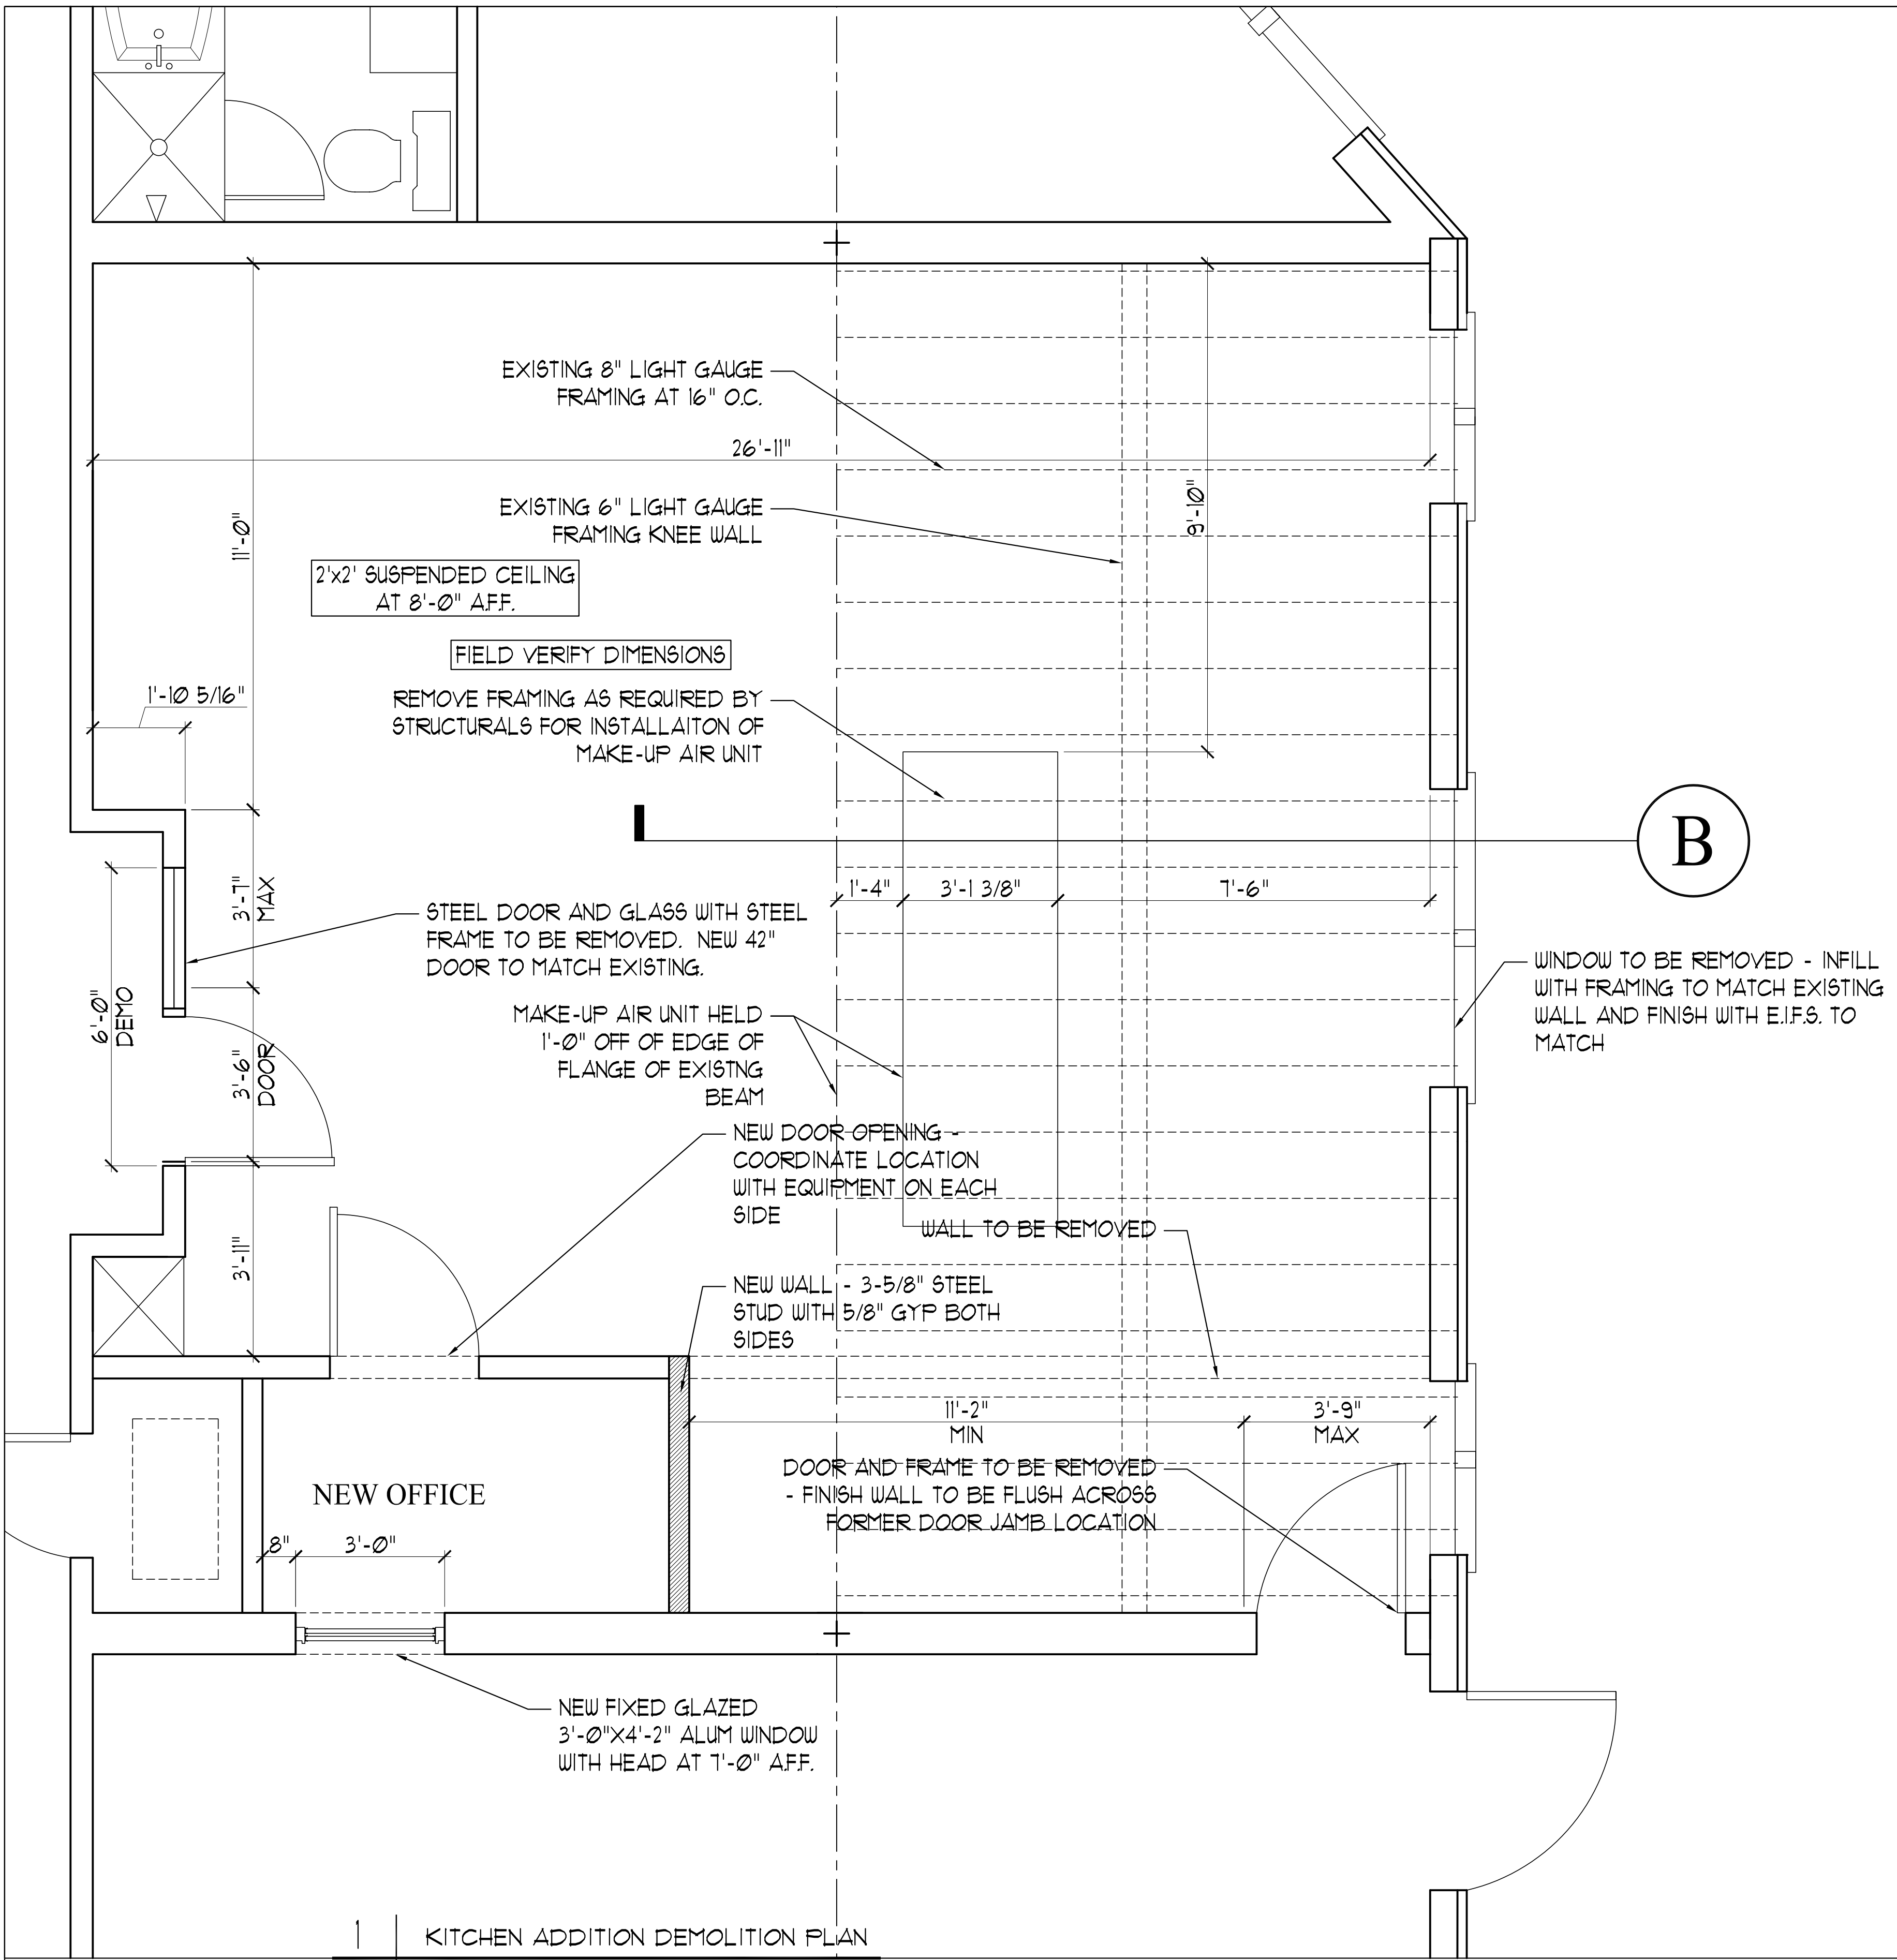 EXISTING 8" LIGHT GAUGE
FRAMING AT 16" O.C.
26'-11"
EXISTING 6" LIGHT GAUGE
FRAMING KNEE WALL
9'-10"
11'-0"
2'x2' SUSPENDED CEILING
AT 8'-0" A.F.F.
FIELD VERIFY DIMENSIONS
1'-10 5/16"
REMOVE FRAMING AS REQUIRED BY
STRUCTURALS FOR INSTALLAITON OF
MAKE-UP AIR UNIT
B
1'-4"
3'-1 3/8"
7'-6"
3'-7"
MAX
STEEL DOOR AND GLASS WITH STEEL
FRAME TO BE REMOVED. NEW 42"
DOOR TO MATCH EXISTING.
6'-0"
DEMO
WINDOW TO BE REMOVED - INFILL
WITH FRAMING TO MATCH EXISTING
WALL AND FINISH WITH E.I.F.S. TO
MATCH
MAKE-UP AIR UNIT HELD
1'-0" OFF OF EDGE OF
FLANGE OF EXISTNG
BEAM
3'-6"
DOOR
NEW DOOR OPENING -
COORDINATE LOCATION
WITH EQUIPMENT ON EACH
SIDE
WALL TO BE REMOVED
3'-11"
NEW WALL - 3-5/8" STEEL
STUD WITH 5/8" GYP BOTH
SIDES
11'-2"
MIN
3'-9"
MAX
DOOR AND FRAME TO BE REMOVED
- FINISH WALL TO BE FLUSH ACROSS
FORMER DOOR JAMB LOCATION
NEW OFFICE
8"
3'-0"
NEW FIXED GLAZED
3'-0"X4'-2" ALUM WINDOW
WITH HEAD AT 7'-0" A.F.F.
1
KITCHEN ADDITION DEMOLITION PLAN